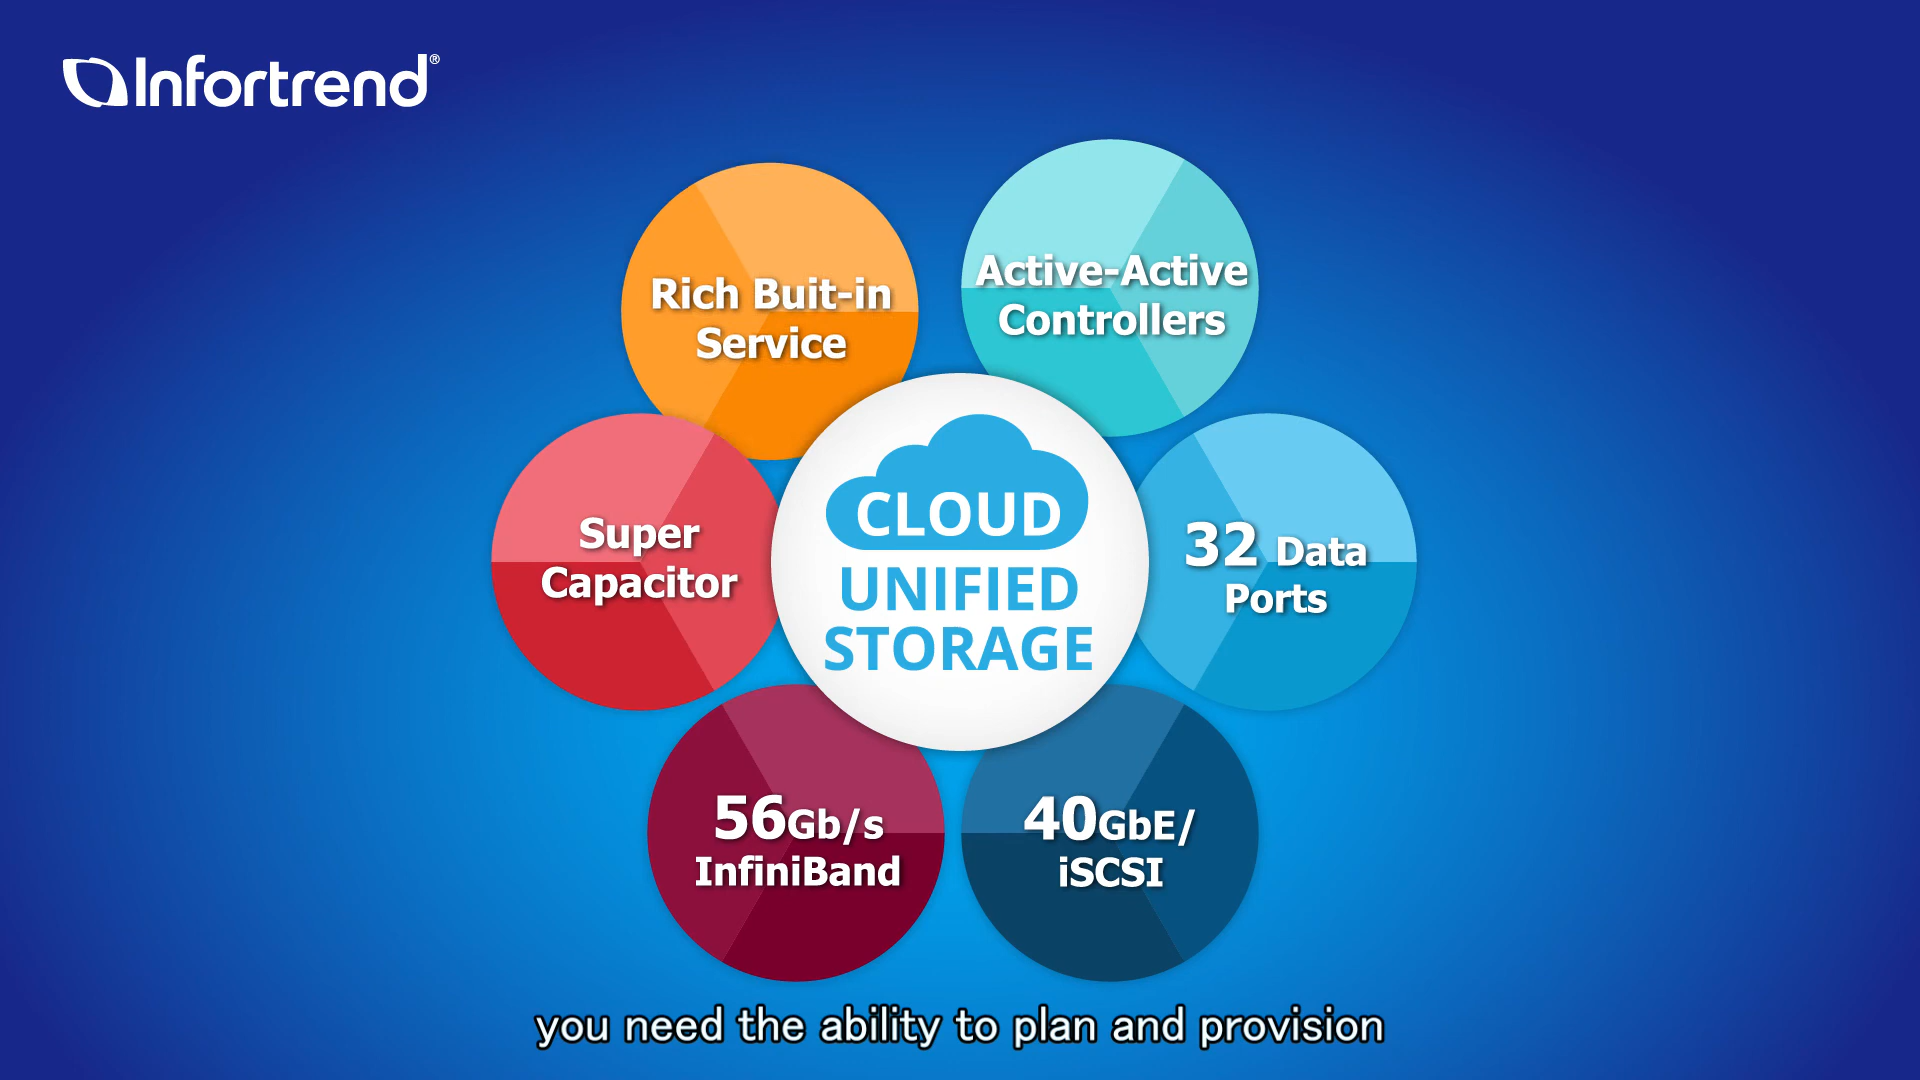 Infortrend®
Rich Buit-in
Service
Active-Active
Controllers
Super
Capacitor
CLOUD
UNIFIED
STORAGE
32 Data
Ports
56Gb/s
InfiniBand
40GbE/
iSCSI
you need the ability to plan and provision